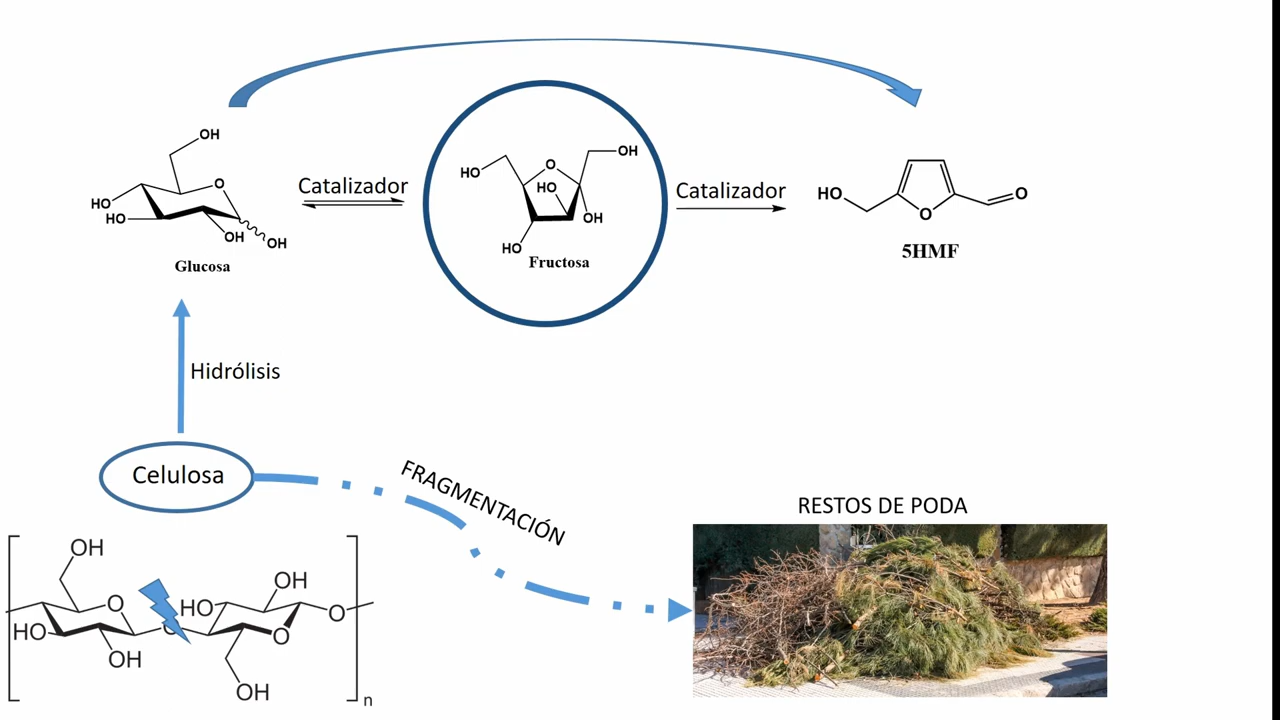 OH
O
HO
HO
OH
OH
Glucosa
Catalizador
HO
O
OH
HO
OH
HO
Fructosa
Catalizador
HO
O
O
5HMF
Hidrólisis
Celulosa
FRAGMENTACIÓN
RESTOS DE PODA
OH
O
HO
OH
O
HO
OH
O
O
OH
n